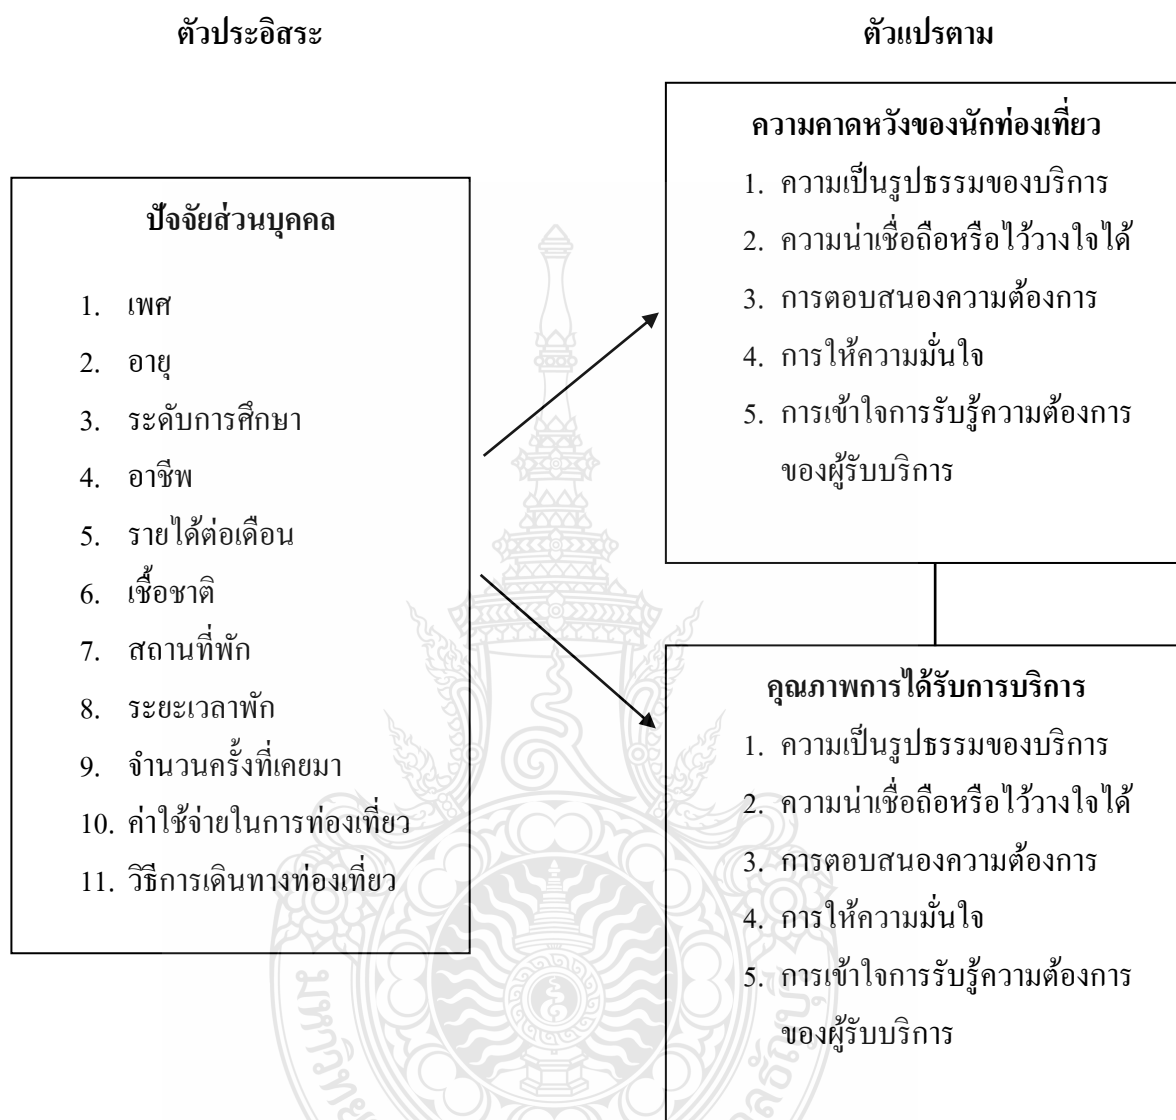 ตัวประอิสระ
ตัวแปรตาม
ปัจจัยส่วนบุคคล
1. เพศ
2. อายุ
3. ระดับการศึกษา
4. อาชีพ
5. รายได้ต่อเดือน
6. เชื้อชาติ
7. สถานที่พัก
8. ระยะเวลาพัก
9. จำนวนครั้งที่เคยมา
10. ค่าใช้จ่ายในการท่องเที่ยว
11. วิธีการเดินทางท่องเที่ยว
ความคาดหวังของนักท่องเที่ยว
1. ความเป็นรูปธรรมของบริการ
2. ความน่าเชื่อถือหรือไว้วางใจได้
3. การตอบสนองความต้องการ
4. การให้ความมั่นใจ
5. การเข้าใจการรับรู้ความต้องการ
ของผู้รับบริการ
คุณภาพการได้รับการบริการ
1. ความเป็นรูปธรรมของบริการ
2. ความน่าเชื่อถือหรือไว้วางใจได้
3. การตอบสนองความต้องการ
4. การให้ความมั่นใจ
5. การเข้าใจการรับรู้ความต้องการ
ของผู้รับบริการ